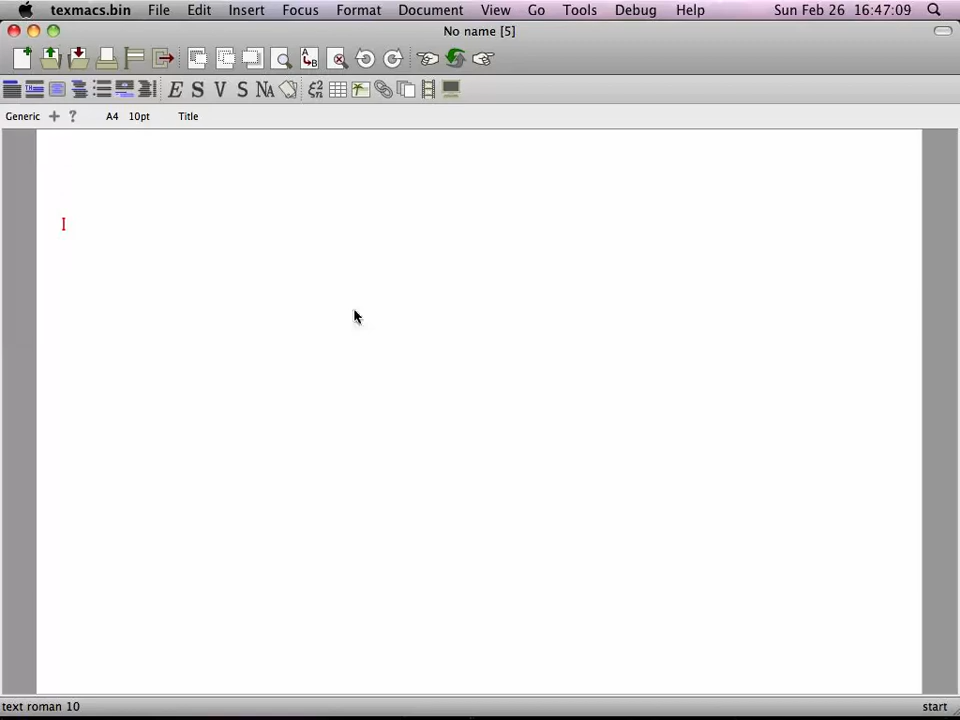 texmacs.bin File Edit Insert Focus Format Document View Go Tools Debug Help Sun Feb 26 16:47:09
No name [5]
E S V S NA
Generic + ? A4 10pt Title
text roman 10 start